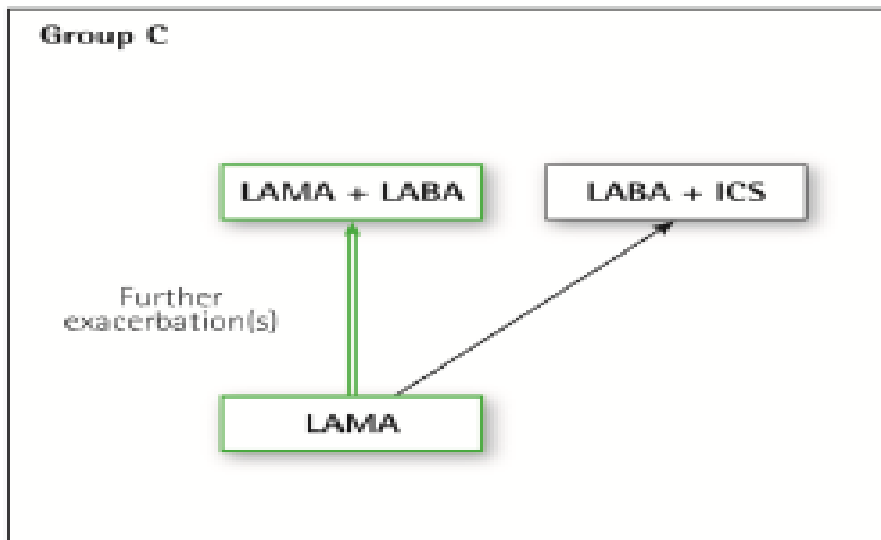 Group C
LAMA + LABA
LABA + ICS
Further
exacerbation(s)
LAMA